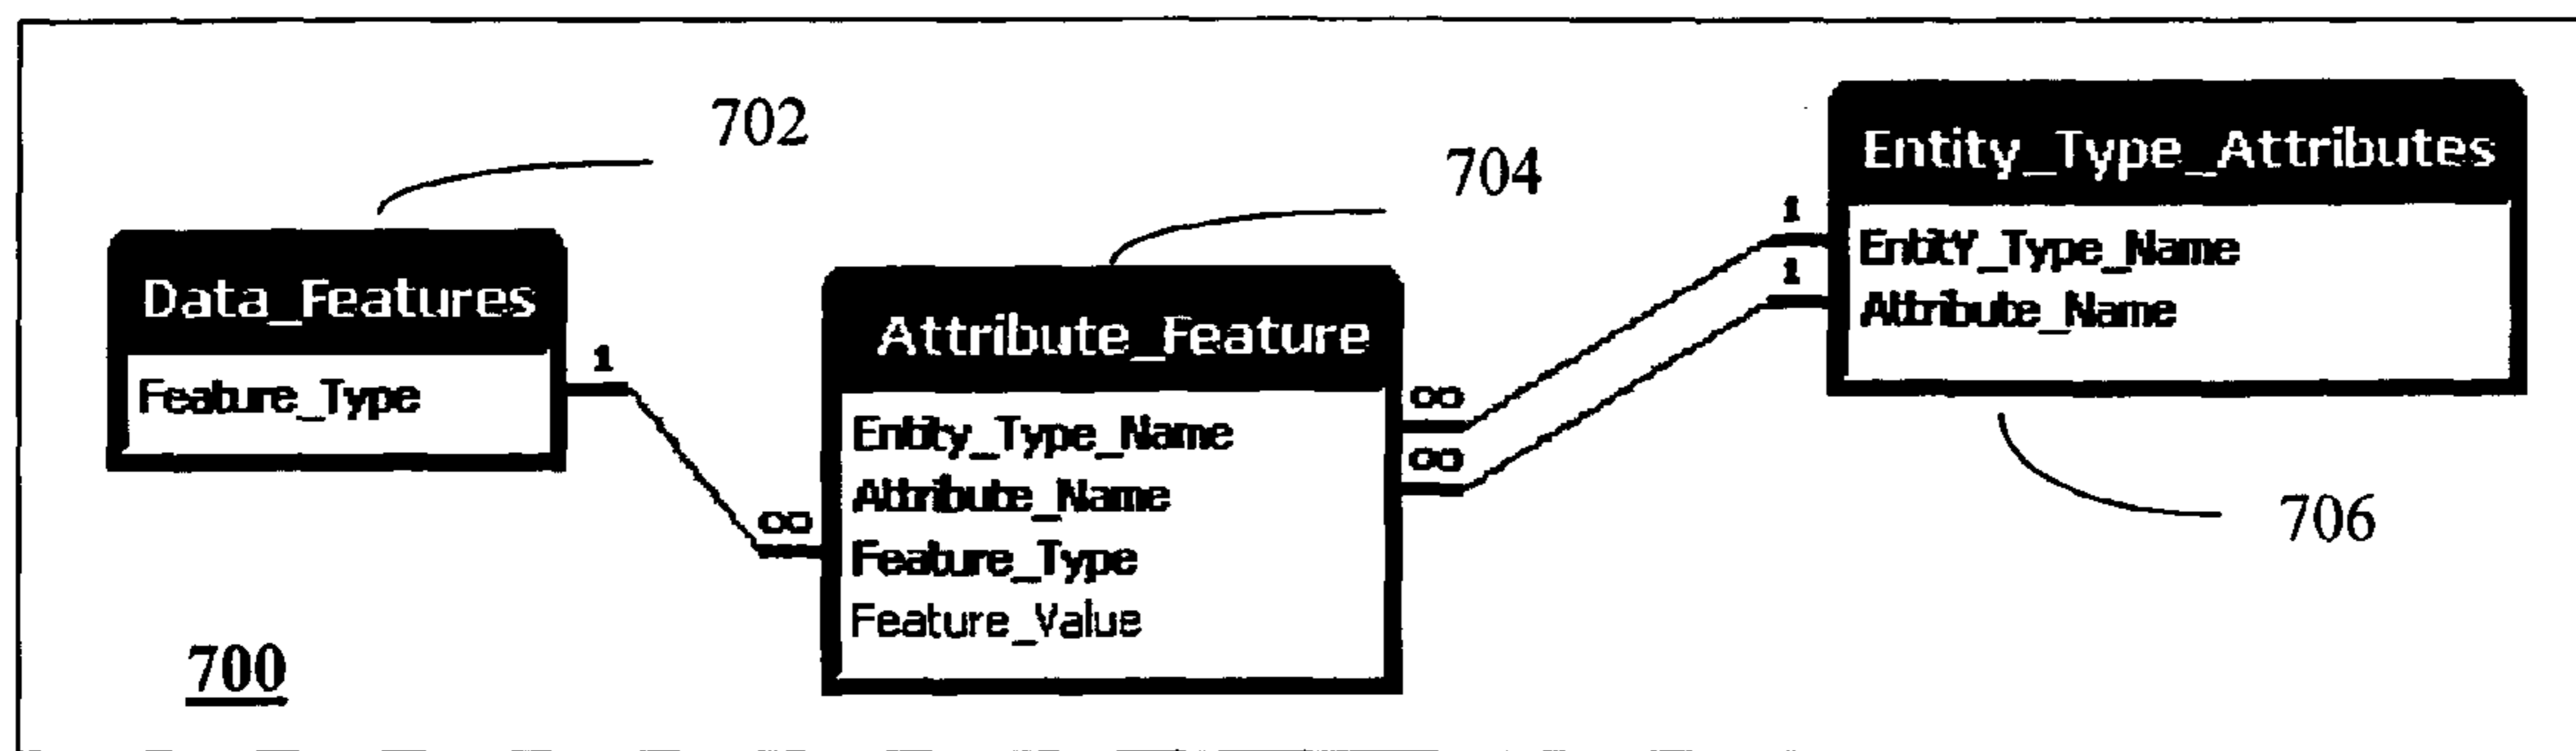 702
Data_Features
1
Feature_Type
704
Attribute_Feature
∞
Entity_Type_Name
Attribute_Name
Feature_Type
Feature_Value
∞
∞
Entity_Type_Attributes
1
EntitY_Type_Name
1
Attribute_Name
706
700